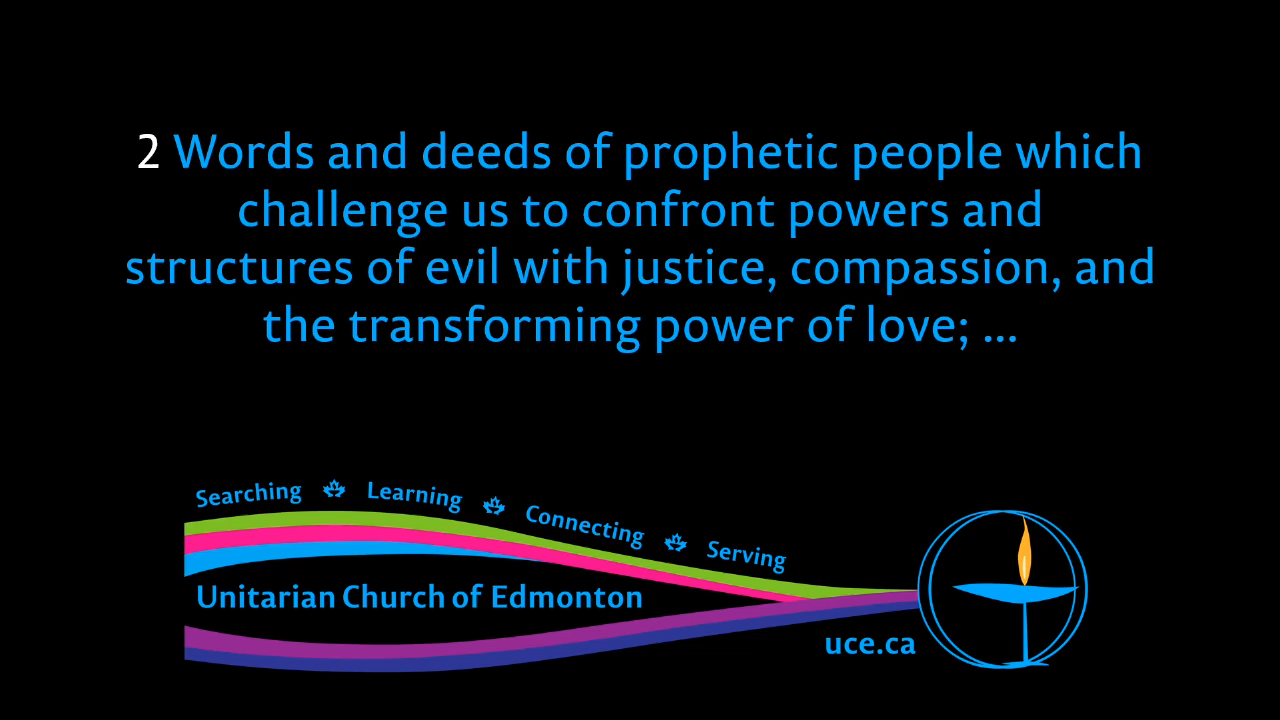 2 Words and deeds of prophetic people which
challenge us to confront powers and
structures of evil with justice, compassion, and
the transforming power of love; ...
Searching Learning Connecting Serving
Unitarian Church of Edmonton
uce.ca